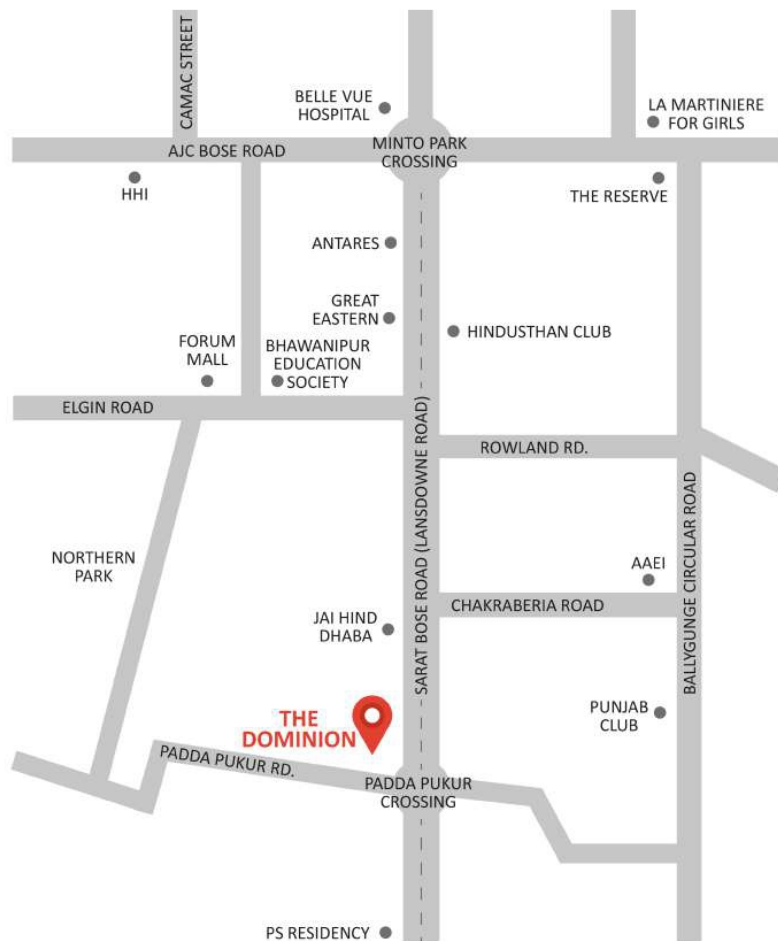 CAMAC STREET
BELLE VUE
HOSPITAL
LA MARTINIERE
FOR GIRLS
AJC BOSE ROAD
MINTO PARK
CROSSING
HHI
THE RESERVE
ANTARES
GREAT
EASTERN
HINDUSTHAN CLUB
FORUM
MALL
BHAWANIPUR
EDUCATION
SOCIETY
ELGIN ROAD
SARAT BOSE ROAD (LANSDOWNE ROAD)
ROWLAND RD.
BALLYGUNGE CIRCULAR ROAD
NORTHERN
PARK
AAEI
CHAKRABERIA ROAD
JAI HIND
DHABA
PUNJAB
CLUB
THE
DOMINION
PADDA PUKUR RD.
PADDA PUKUR
CROSSING
PS RESIDENCY